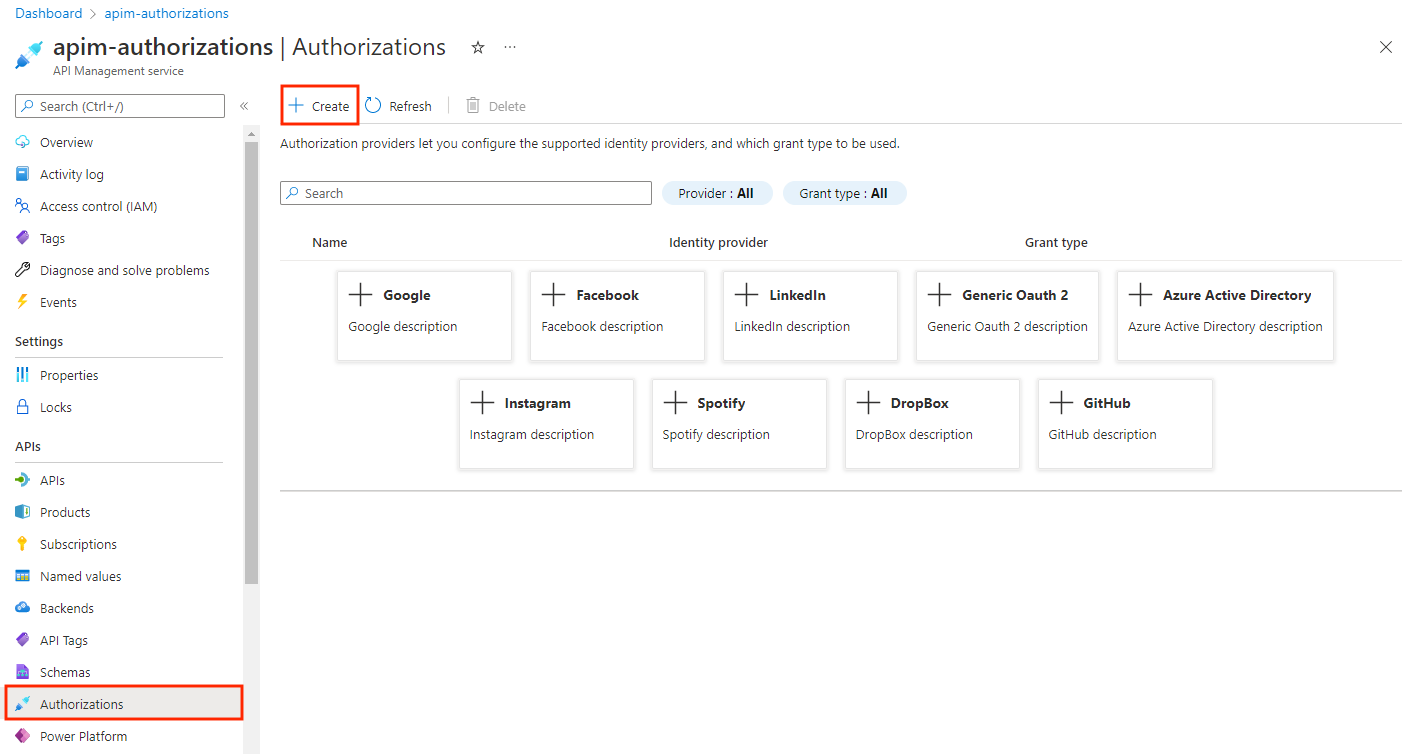 Dashboard > apim-authorizations
apim-authorizations | Authorizations
API Management service
Search (Ctrl+/)
Overview
Activity log
Access control (IAM)
Tags
Diagnose and solve problems
Events
Settings
Properties
Locks
APIs
APIs
Products
Subscriptions
Named values
Backends
API Tags
Schemas
Authorizations
Power Platform
Create Refresh Delete
Authorization providers let you configure the supported identity providers, and which grant type to be used.
Search Provider : All Grant type : All
Name Identity provider Grant type
Google
Google description
Facebook
Facebook description
LinkedIn
LinkedIn description
Generic Oauth 2
Generic Oauth 2 description
Azure Active Directory
Azure Active Directory description
Instagram
Instagram description
Spotify
Spotify description
DropBox
DropBox description
GitHub
GitHub description